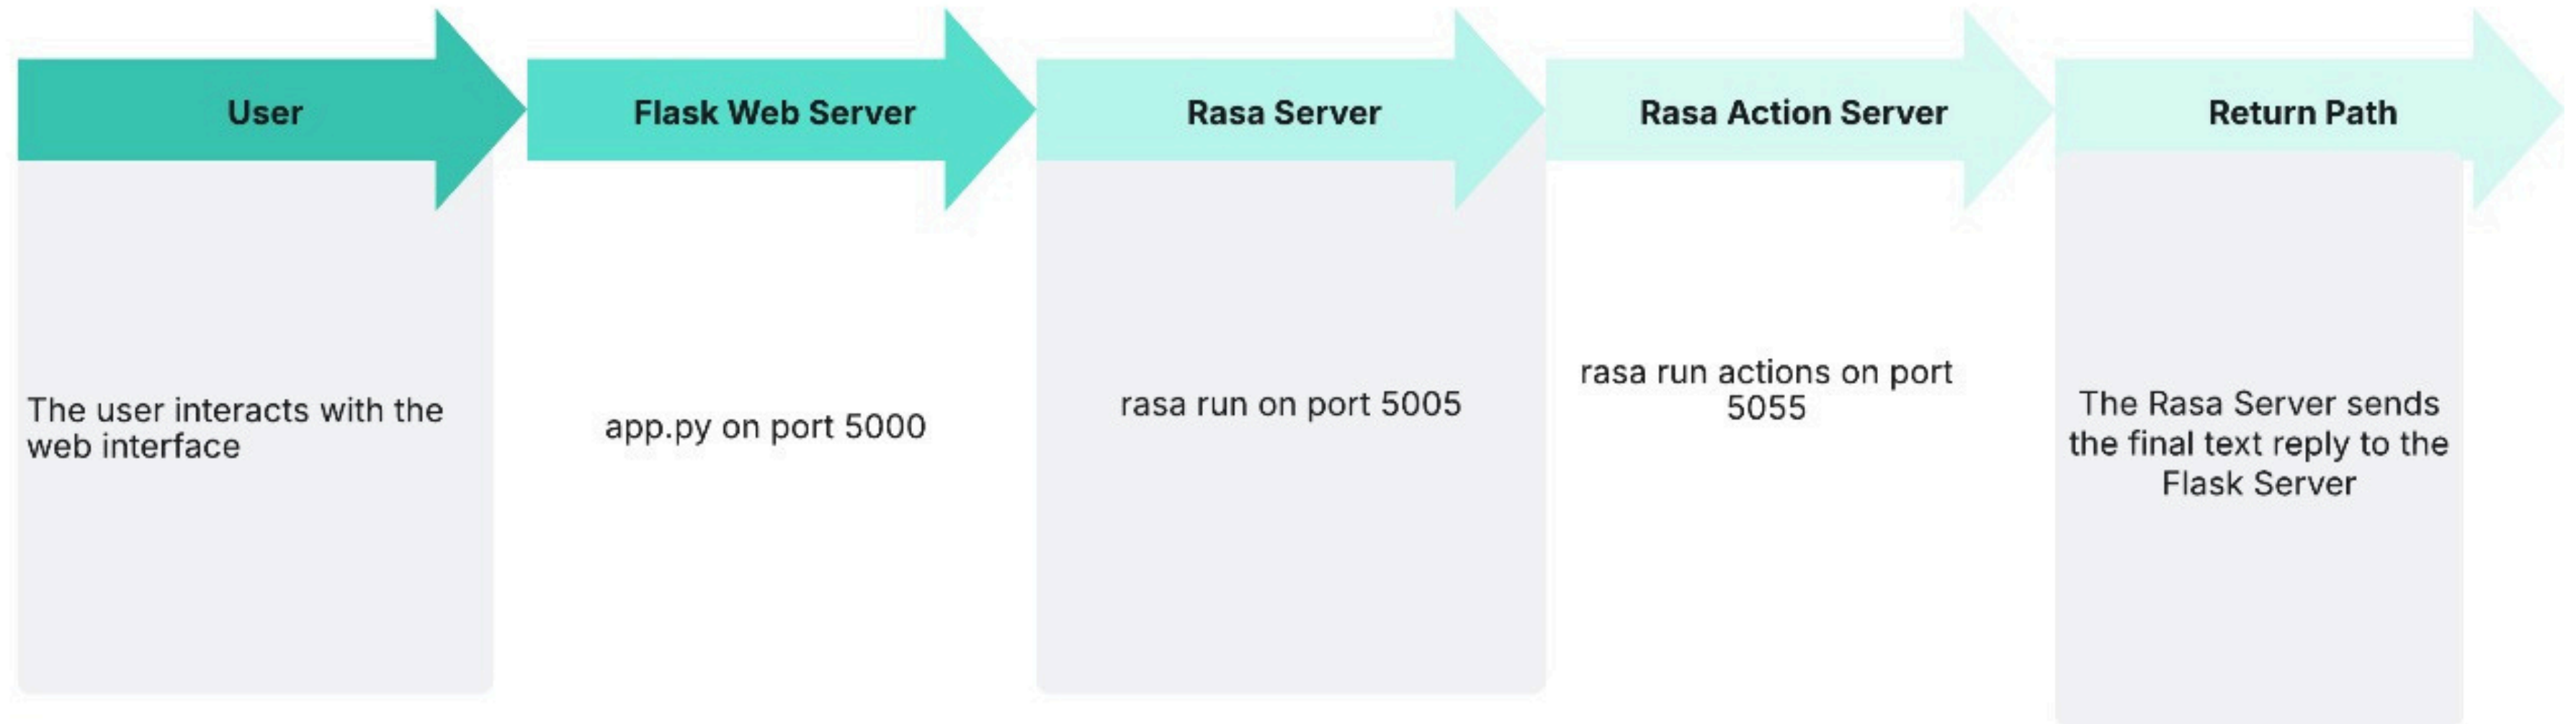 User
Flask Web Server
Rasa Server
Rasa Action Server
Return Path
The user interacts with the
web interface
app.py on port 5000
rasa run on port 5005
rasa run actions on port
5055
The Rasa Server sends
the final text reply to the
Flask Server